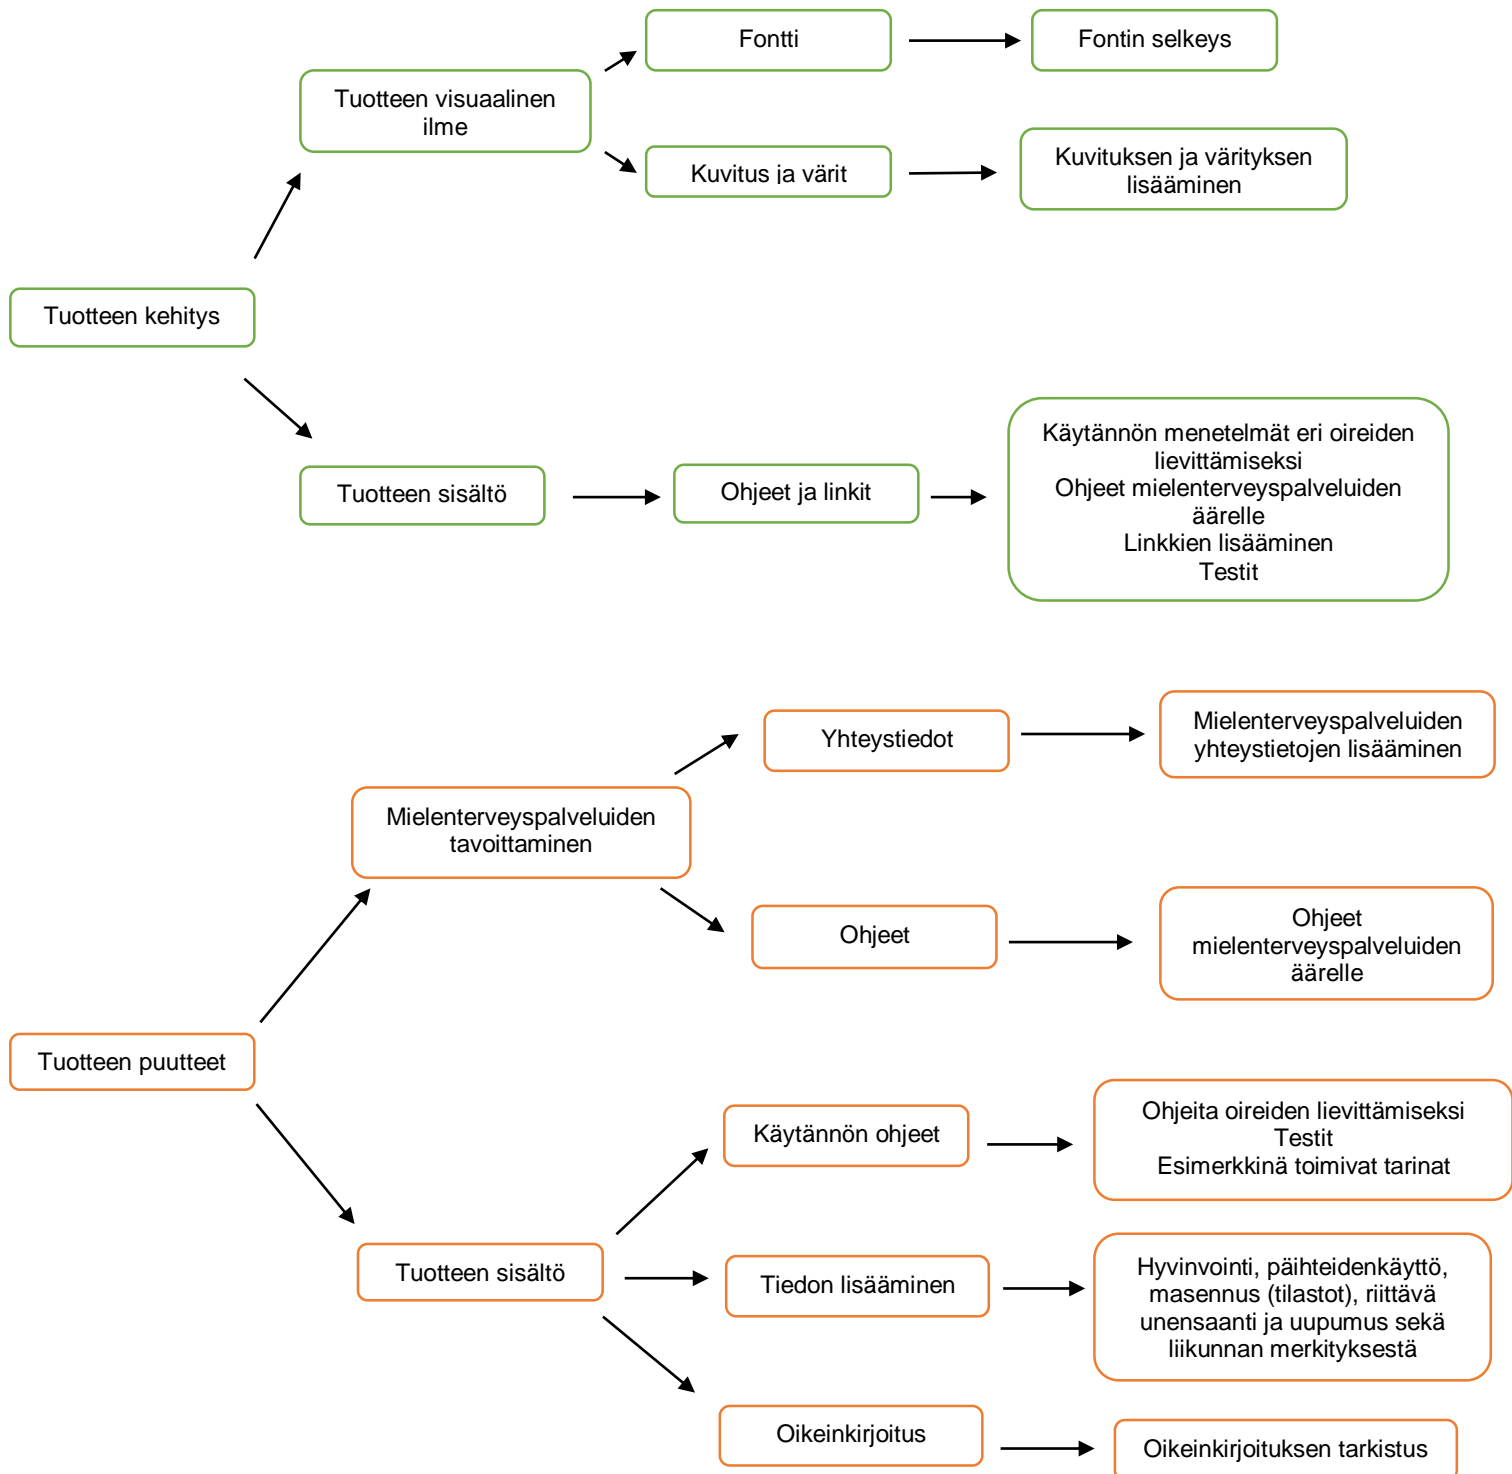 Fontti
Fontin selkeys
Tuotteen visuaalinen
ilme
Kuvitus ja värit
Kuvituksen ja värityksen
lisääminen
Tuotteen kehitys
Tuotteen sisältö
Ohjeet ja linkit
Käytännön menetelmät eri oireiden
lievittämiseksi
Ohjeet mielenterveyspalveluiden
äärelle
Linkkien lisääminen
Testit
Yhteystiedot
Mielenterveyspalveluiden
yhteystietojen lisääminen
Mielenterveyspalveluiden
tavoittaminen
Ohjeet
Ohjeet
mielenterveyspalveluiden
äärelle
Tuotteen puutteet
Käytännön ohjeet
Ohjeita oireiden lievittämiseksi
Testit
Esimerkkinä toimivat tarinat
Tuotteen sisältö
Tiedon lisääminen
Hyvinvointi, päihteidenkäyttö,
masennus (tilastot), riittävä
unensaanti ja uupumus sekä
liikunnan merkityksestä
Oikeinkirjoitus
Oikeinkirjoituksen tarkistus